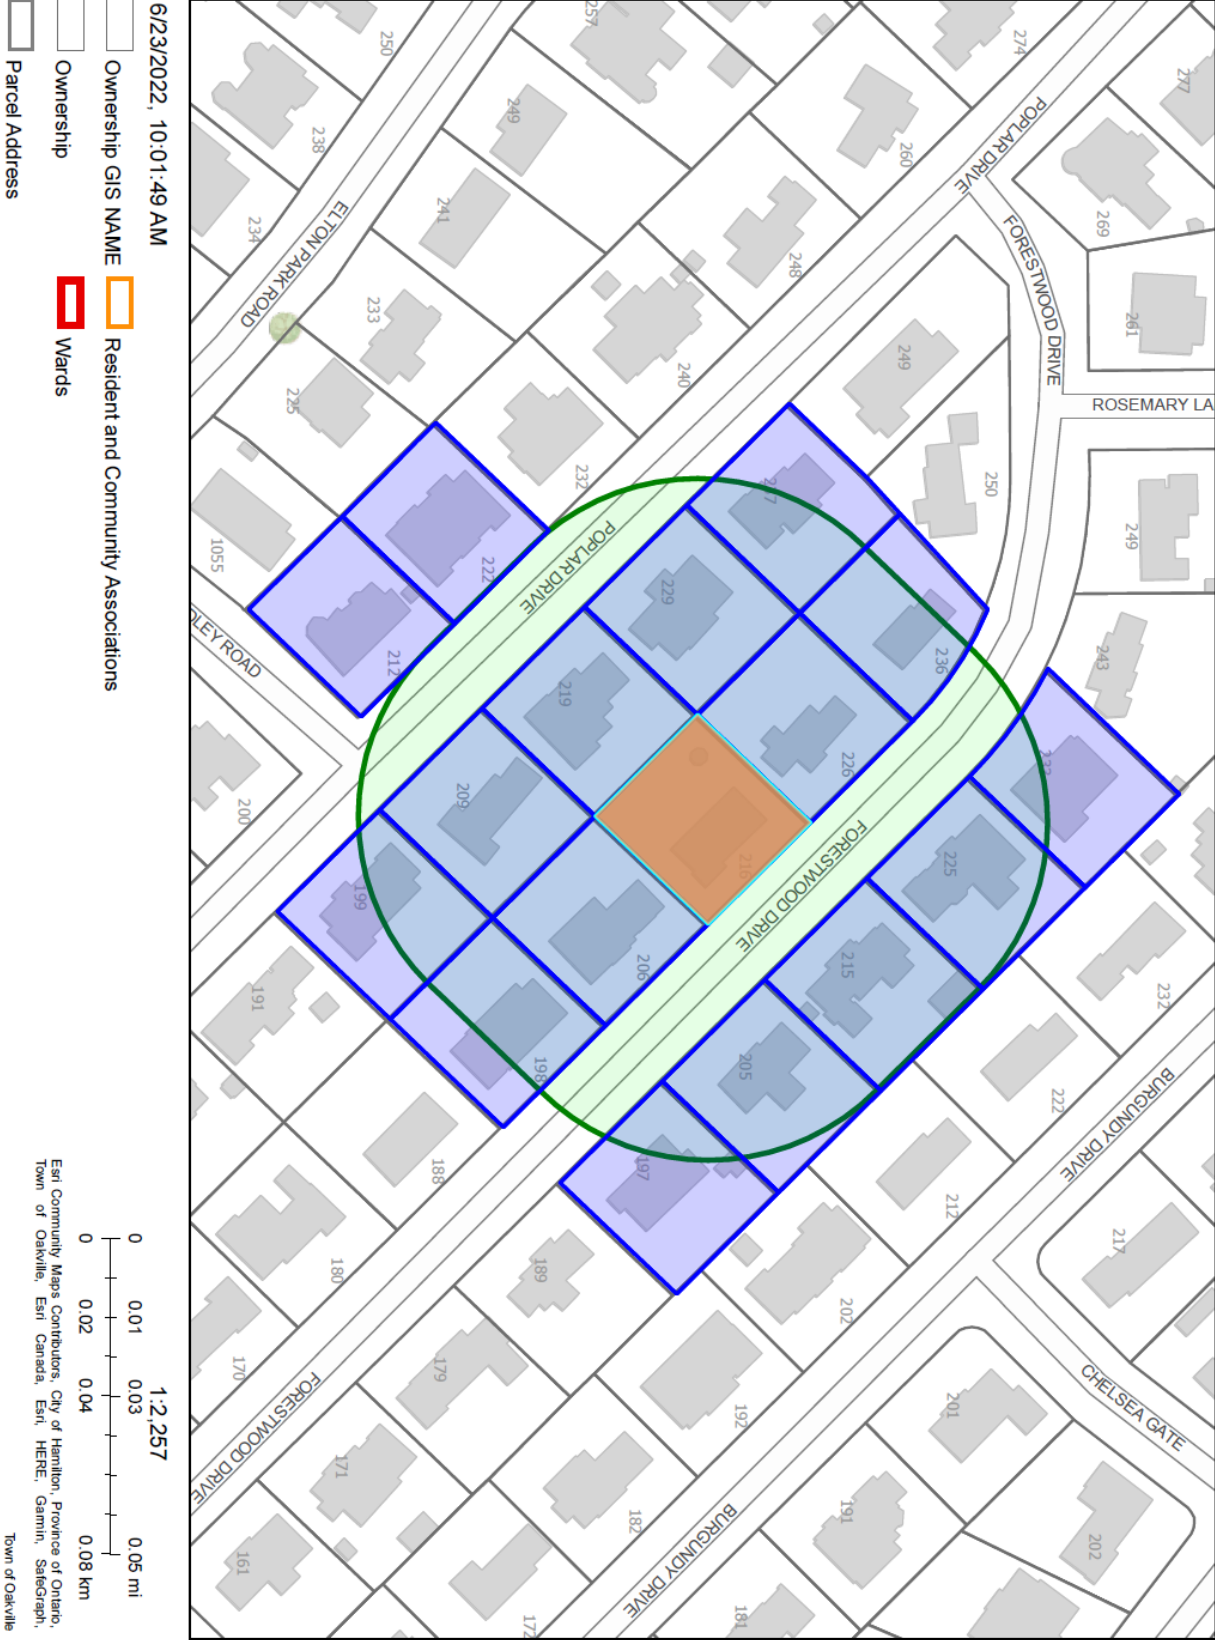 277
274
257
250
POPLAR DRIVE
249
260
238
269
FORESTWOOD DRIVE
241
234
ELTON PARK ROAD
248
261
233
249
240
ROSEMARY LA
225
232
250
237
249
1055
222
POPLAR DRIVE
229
DLEY ROAD
212
236
243
219
226
233
200
209
216
225
FORESTWOOD DRIVE
199
206
215
232
191
198
205
222
BURGUNDY DRIVE
188
197
212
217
180
189
202
170
179
192
201
CHELSEA GATE
FORESTWOOD DRIVE
171
182
191
202
161
172
BURGUNDY DRIVE
181
6/23/2022, 10:01:49 AM
Ownership GIS NAME
Ownership
Parcel Address
Resident and Community Associations
Wards
1:2,257
0 0.01 0.03 0.05 mi
0 0.02 0.04 0.08 km
Esri Community Maps Contributors, City of Hamilton, Province of Ontario,
Town of Oakville, Esri Canada, Esri, HERE, Garmin, SafeGraph,
Town of Oakville